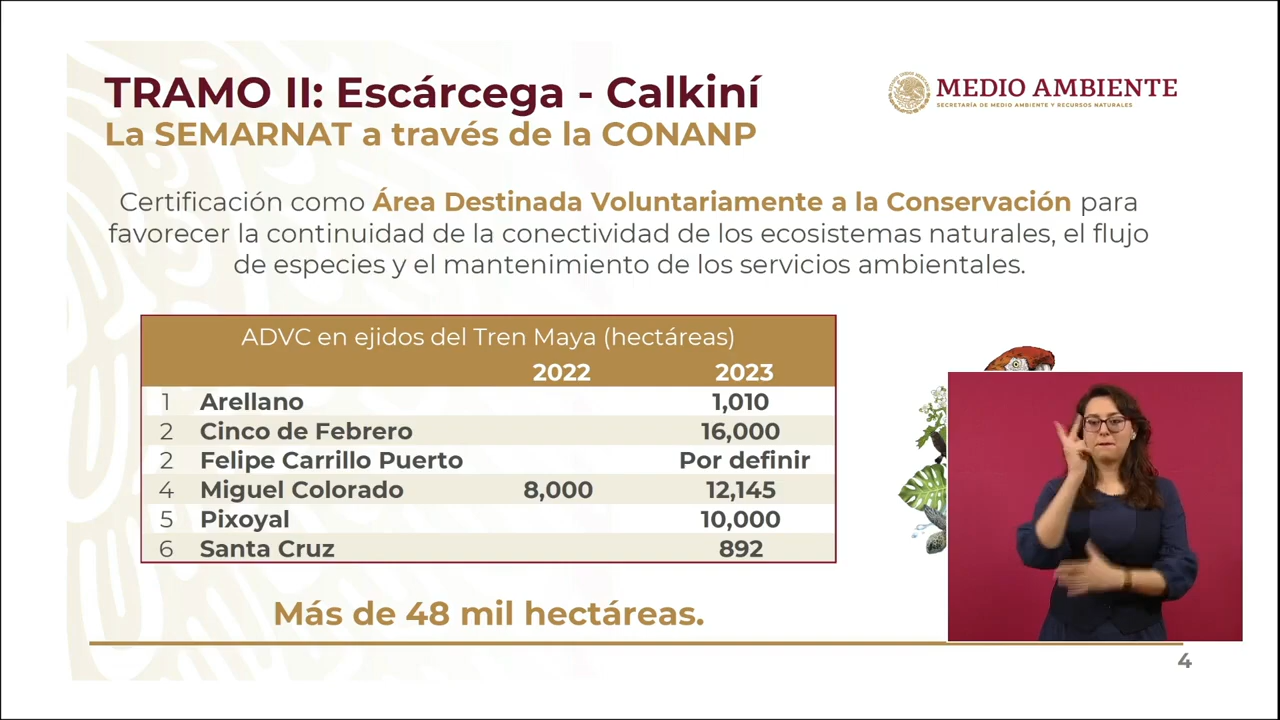 TRAMO II: Escárcega - Calkiní
La SEMARNAT a través de la CONANP
MEDIO AMBIENTE
SECRETARÍA DE MEDIO AMBIENTE Y RECURSOS NATURALES
Certificación como Área Destinada Voluntariamente a la Conservación para
favorecer la continuidad de la conectividad de los ecosistemas naturales, el flujo
de especies y el mantenimiento de los servicios ambientales.
ADVC en ejidos del Tren Maya (hectáreas)
2022 2023
1 Arellano 1,010
2 Cinco de Febrero 16,000
2 Felipe Carrillo Puerto Por definir
4 Miguel Colorado 8,000 12,145
5 Pixoyal 10,000
6 Santa Cruz 892
Más de 48 mil hectáreas.
4